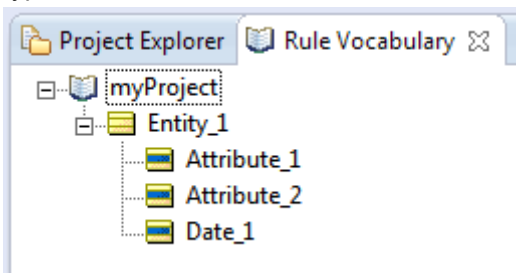 Project Explorer Rule Vocabulary
myProject
Entity_1
Attribute_1
Attribute_2
Date_1